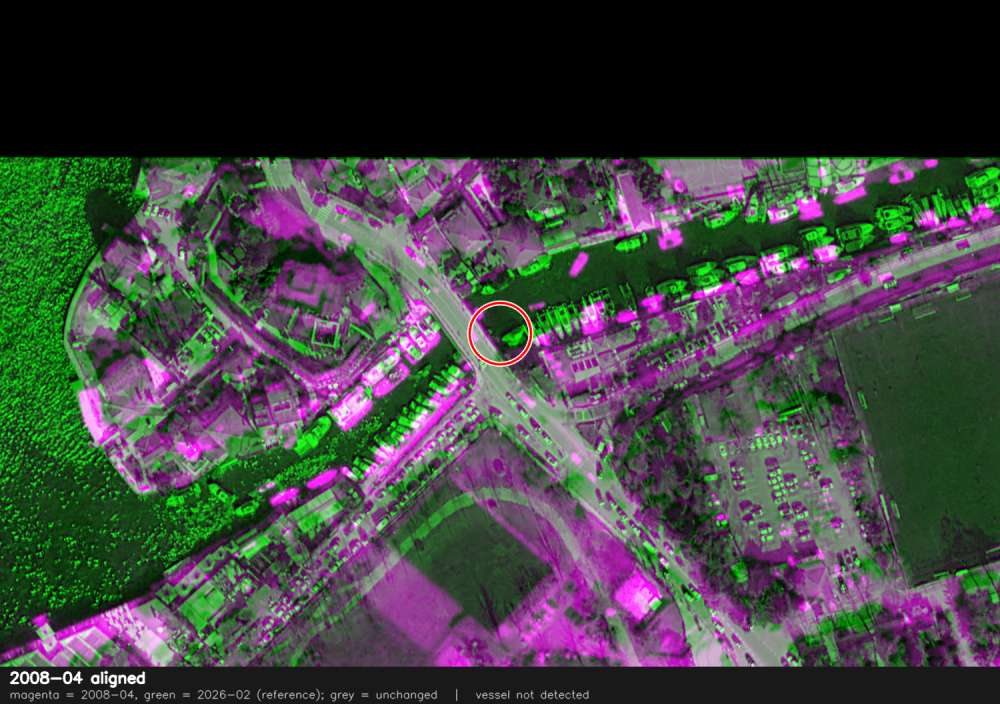 2008-04 aligned
magenta = 2008-04, green = 2026-02 (reference); grey = unchanged | vessel not detected